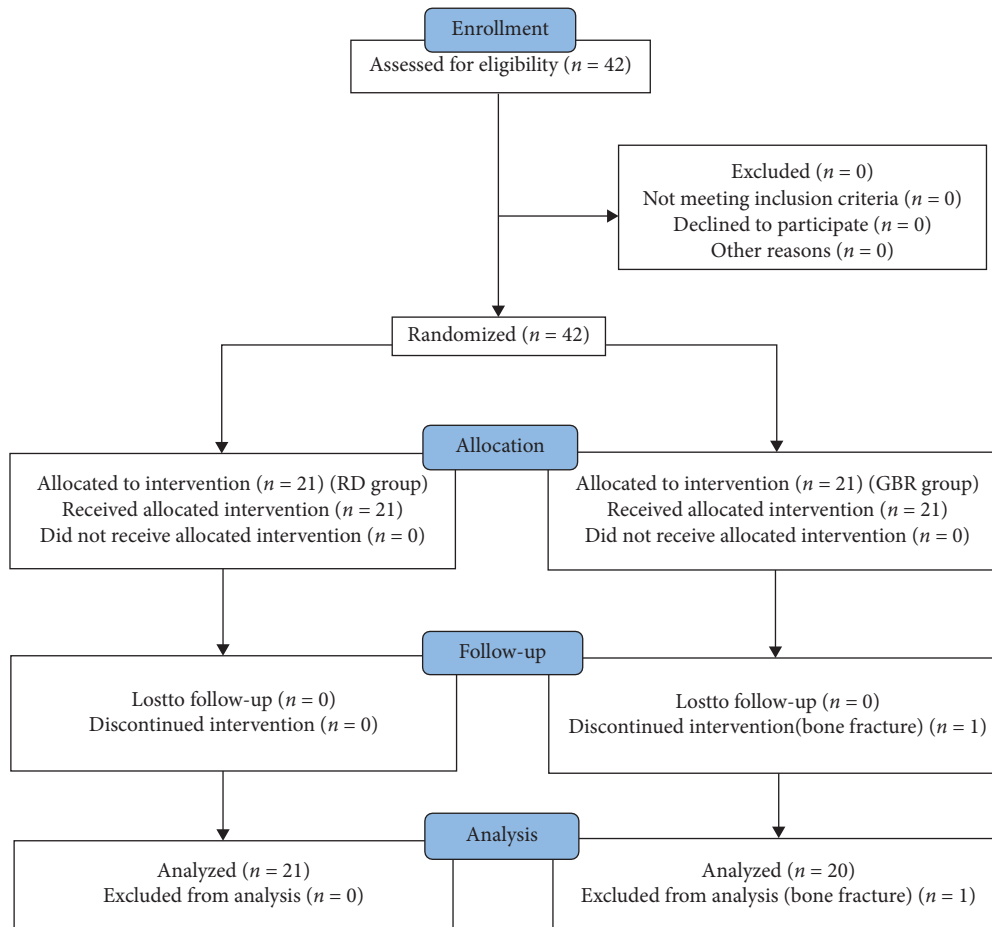 Enrollment
Assessed for eligibility (n = 42)
Excluded (n = 0)
Not meeting inclusion criteria (n = 0)
Declined to participate (n = 0)
Other reasons (n = 0)
Randomized (n = 42)
Allocation
Allocated to intervention (n = 21) (RD group)
Received allocated intervention (n = 21)
Did not receive allocated intervention (n = 0)
Allocated to intervention (n = 21) (GBR group)
Received allocated intervention (n = 21)
Did not receive allocated intervention (n = 0)
Follow-up
Lostto follow-up (n = 0)
Discontinued intervention (n = 0)
Lostto follow-up (n = 0)
Discontinued intervention(bone fracture) (n = 1)
Analysis
Analyzed (n = 21)
Excluded from analysis (n = 0)
Analyzed (n = 20)
Excluded from analysis (bone fracture) (n = 1)